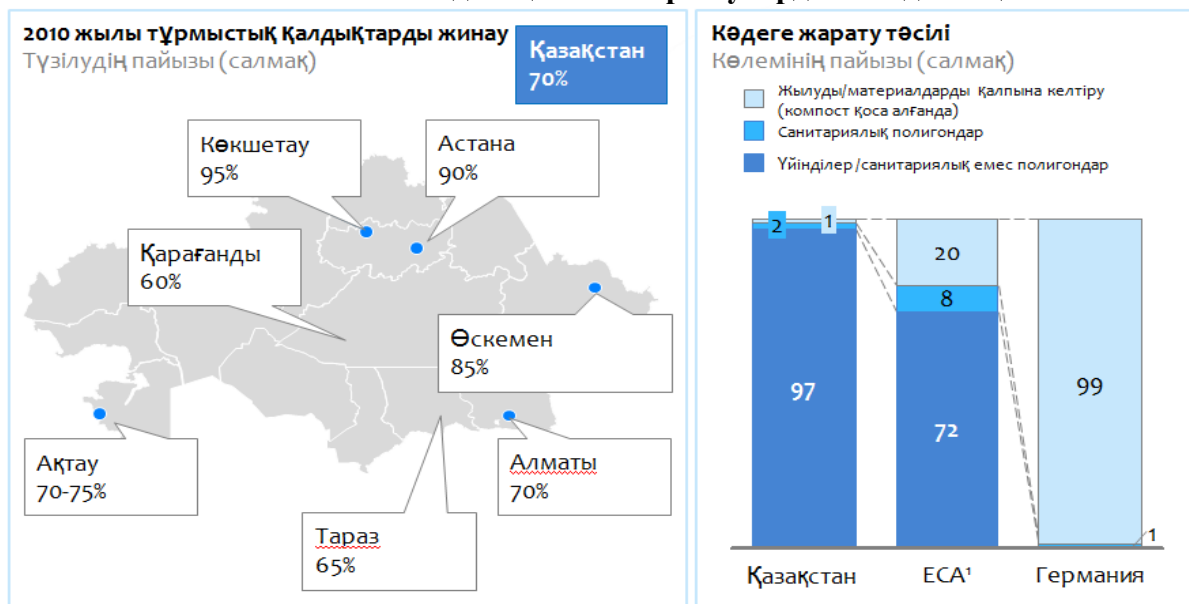 2010 жылы тұрмыстық қалдықтарды жинау
Түзілудің пайызы (салмақ)
Қазақстан
70%
Көкшетау
95%
Астана
90%
Қарағанды
60%
Өскемен
85%
Ақтау
70-75%
Алматы
70%
Тараз
65%
Кәдеге жарату тәсілі
Көлемінің пайызы (салмақ)
Жылуды/материалдарды қалпына келтіру
(компост қоса алғанда)
Санитариялық полигондар
Үйінділер/санитариялық емес полигондар
2
1
97
20
8
72
99
1
Қазақстан
ЕСА¹
Германия